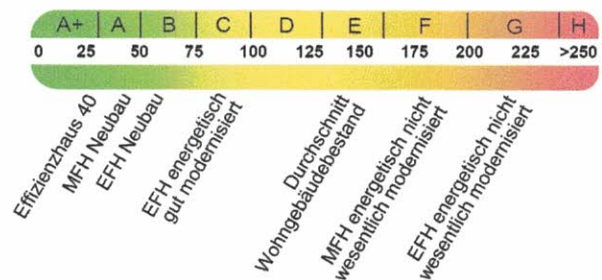 A+ A B C D E F G H
0 25 50 75 100 125 150 175 200 225 >250
Effizienzhaus 40
MFH Neubau
EFH Neubau
EFH energetisch
gut modernisiert
Durchschnitt
Wohngebäudebestand
MFH energetisch nicht
wesentlich modernisiert
EFH energetisch nicht
wesentlich modernisiert